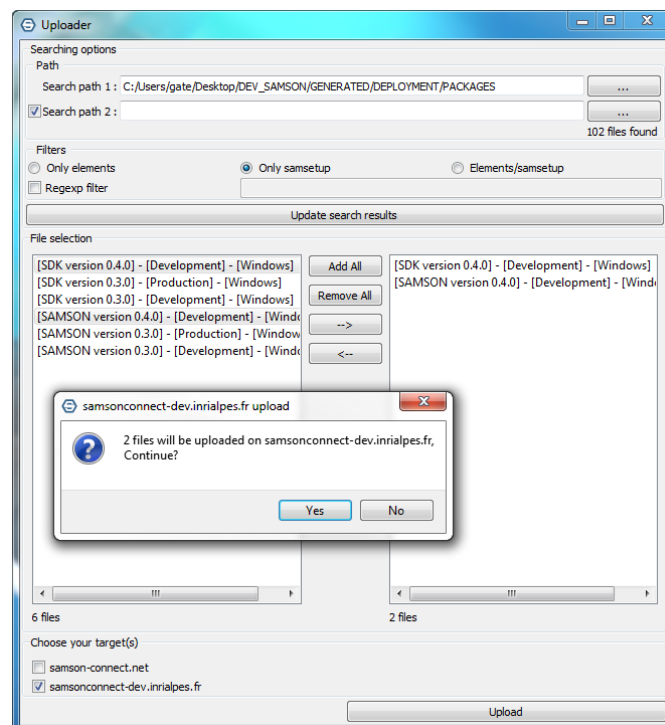 Uploader
Searching options
Path
Search path 1 : C:/Users/gate/Desktop/DEV_SAMSON/GENERATED/DEPLOYMENT/PACKAGES ...
Search path 2 : ...
102 files found
Filters
Only elements Only samsetup Elements/samsetup
Regexp filter
Update search results
File selection
[SDK version 0.4.0] - [Development] - [Windows]
[SDK version 0.3.0] - [Production] - [Windows]
[SDK version 0.3.0] - [Development] - [Windows]
[SAMSON version 0.4.0] - [Development] - [Windo
[SAMSON version 0.3.0] - [Production] - [Window
[SAMSON version 0.3.0] - [Development] - [Windo
Add All
Remove All
-->
<--
[SDK version 0.4.0] - [Development] - [Windows]
[SAMSON version 0.4.0] - [Development] - [Windo
samsonconnect-dev.inrialpes.fr upload
2 files will be uploaded on samsonconnect-dev.inrialpes.fr,
Continue?
Yes No
6 files 2 files
Choose your target(s)
samson-connect.net
samsonconnect-dev.inrialpes.fr
Upload